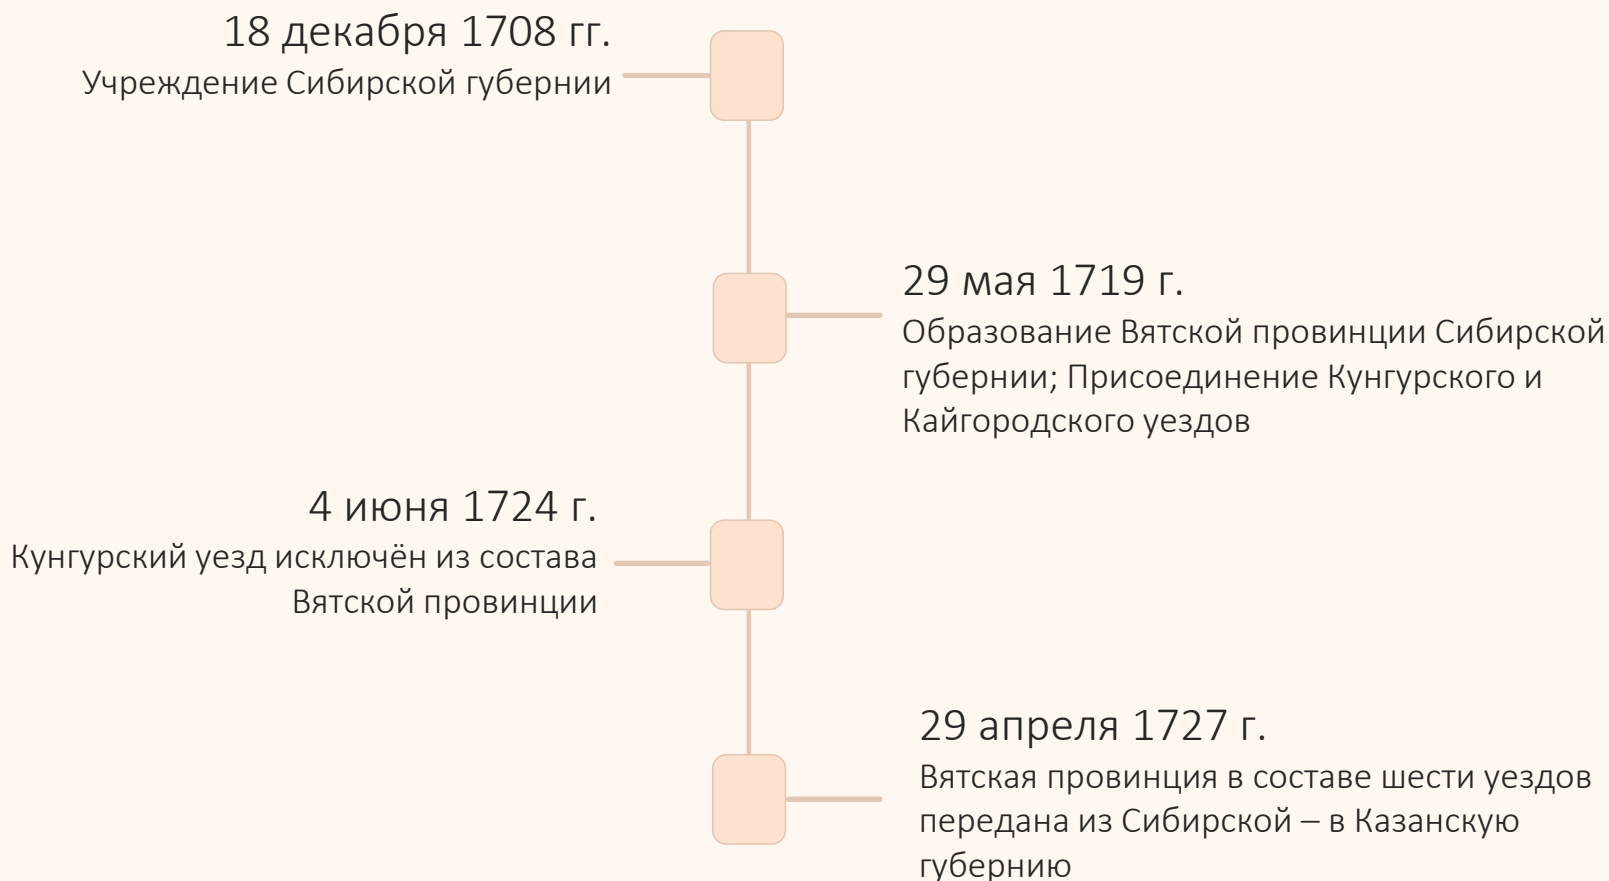 18 декабря 1708 гг.
Учреждение Сибирской губернии
29 мая 1719 г.
Образование Вятской провинции Сибирской
губернии; Присоединение Кунгурского и
Кайгородского уездов
4 июня 1724 г.
Кунгурский уезд исключён из состава
Вятской провинции
29 апреля 1727 г.
Вятская провинция в составе шести уездов
передана из Сибирской – в Казанскую
губернию